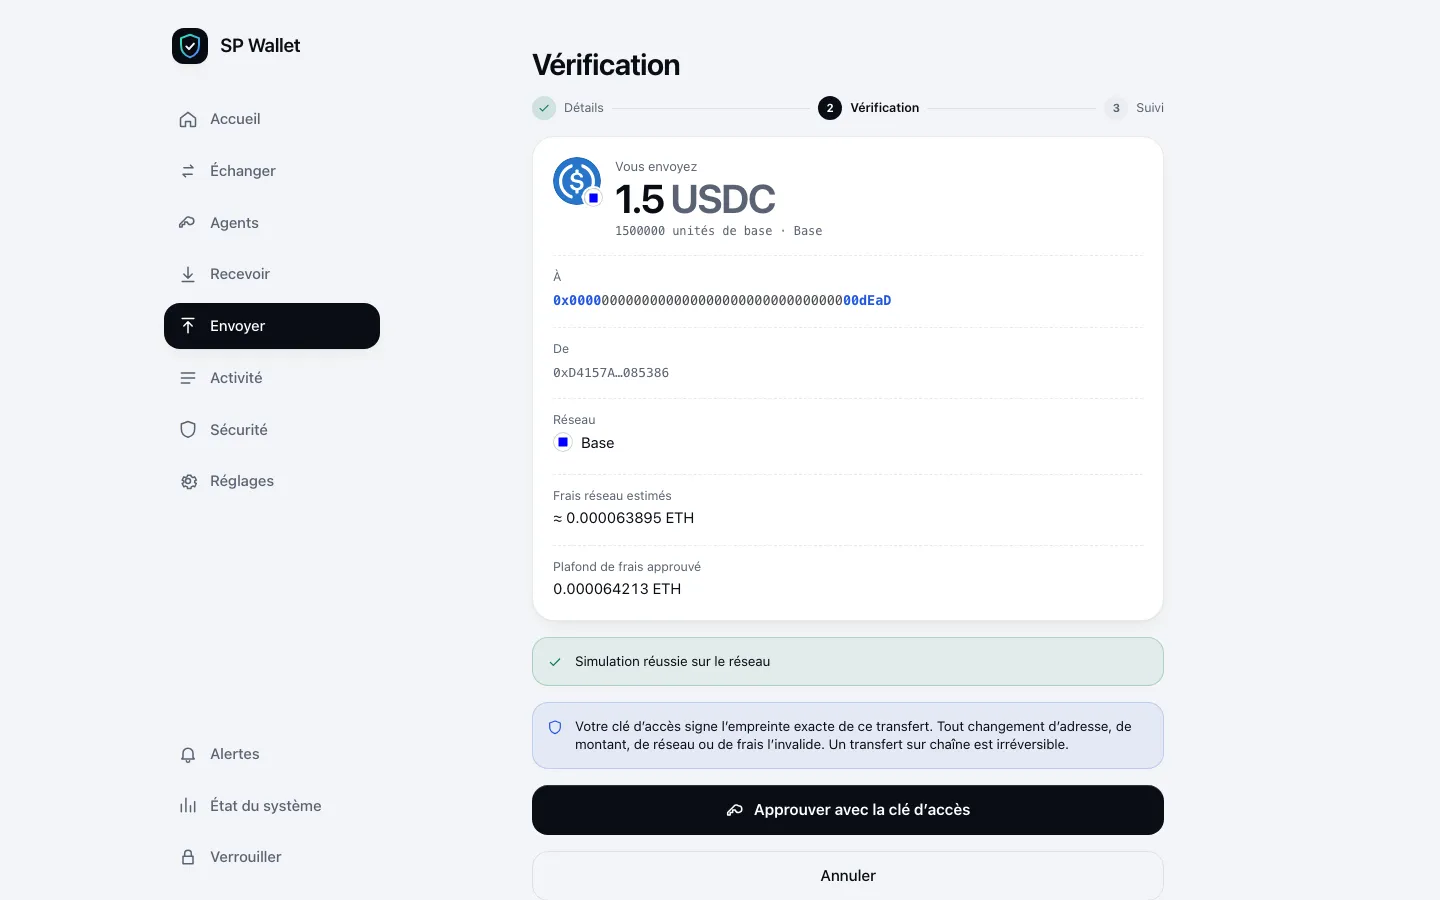 SP Wallet
Accueil
Échanger
Agents
Recevoir
Envoyer
Activité
Sécurité
Réglages
Alertes
État du système
Verrouiller
Vérification
Détails
2 Vérification
3 Suivi
Vous envoyez
1.5 USDC
1500000 unités de base · Base
À
0x000000000000000000000000000000000000dEaD
De
0xD4157A…085386
Réseau
Base
Frais réseau estimés
≈ 0.000063895 ETH
Plafond de frais approuvé
0.000064213 ETH
Simulation réussie sur le réseau
Votre clé d’accès signe l’empreinte exacte de ce transfert. Tout changement d’adresse, de
montant, de réseau ou de frais l’invalide. Un transfert sur chaîne est irréversible.
Approuver avec la clé d’accès
Annuler